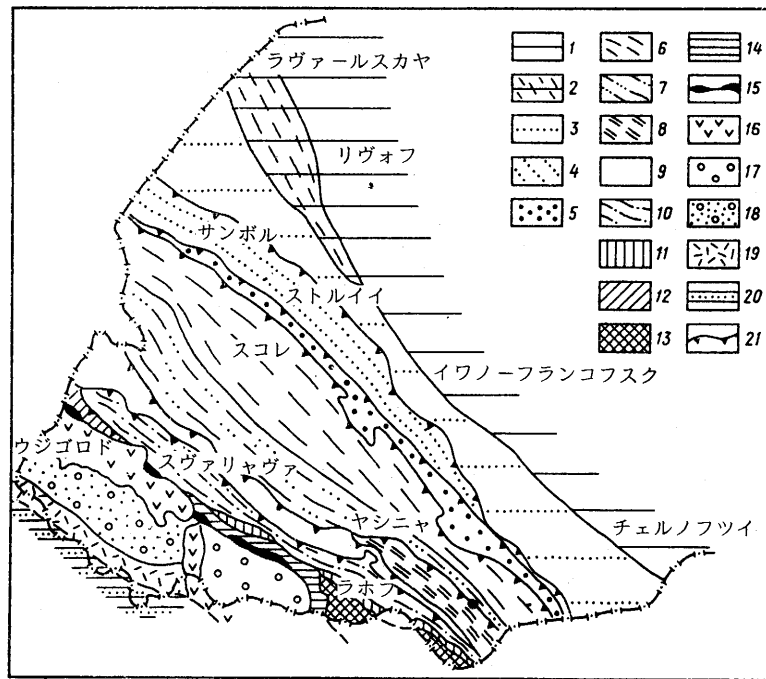 ラヴァールスカヤ
リヴォフ
サンボル
ストルイイ
スコレ
イワノーフランコフスク
ウジゴロド
スヴァリャヴァ
ヤシニャ
チェルノフツイ
ラホフ
1
2
3
4
5
6
7
8
9
10
11
12
13
14
15
16
17
18
19
20
21